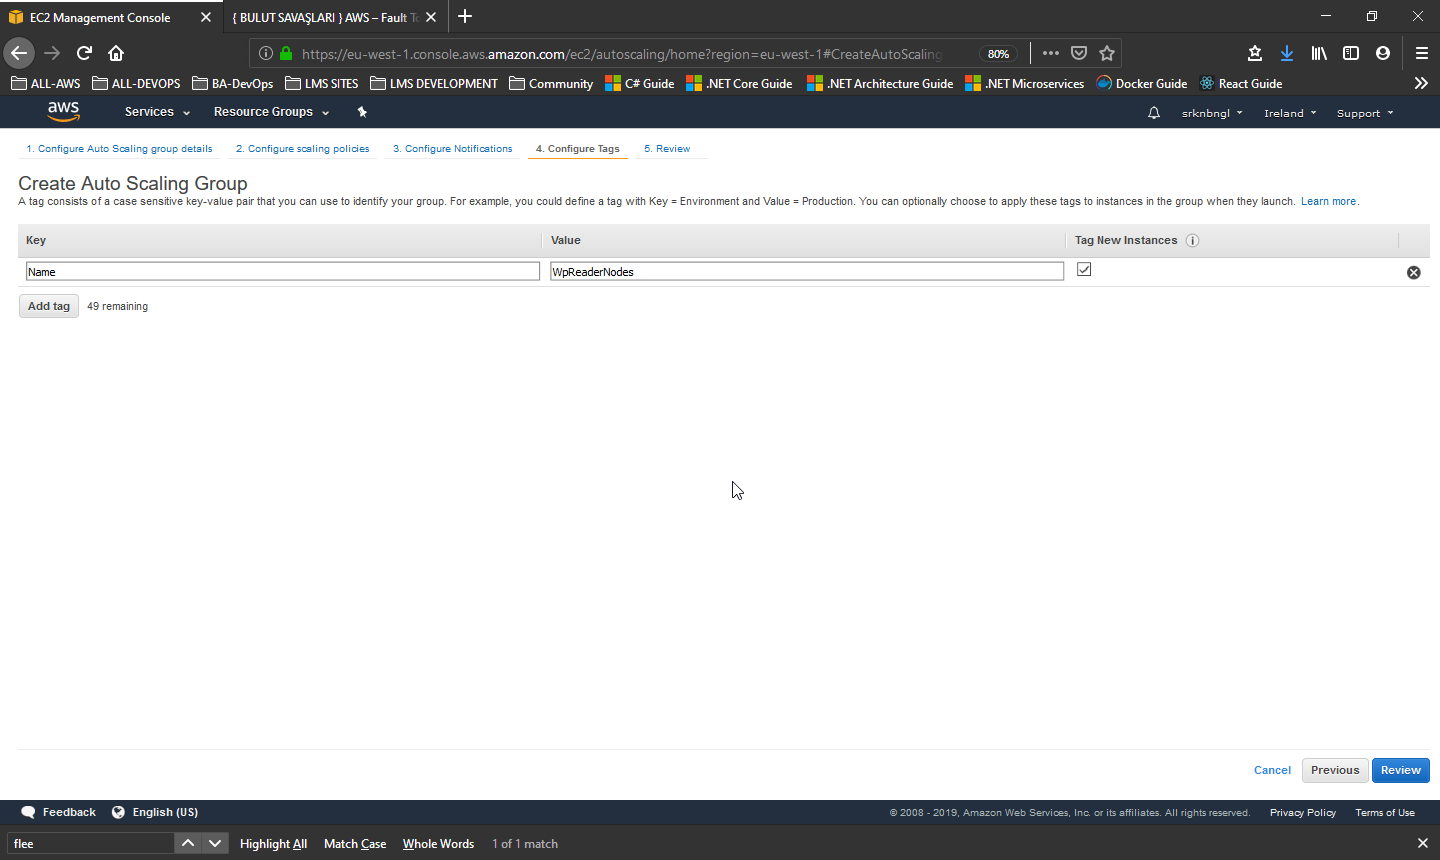 EC2 Management Console
{ BULUT SAVAŞLARI } AWS – Fault
https://eu-west-1.console.aws.amazon.com/ec2/autoscaling/home?region=eu-west-1#CreateAutoScaling
80%
ALL-AWS ALL-DEVOPS BA-DevOps LMS SITES LMS DEVELOPMENT Community C# Guide .NET Core Guide .NET Architecture Guide .NET Microservices Docker Guide React Guide
aws Services Resource Groups srknbngl Ireland Support
1. Configure Auto Scaling group details 2. Configure scaling policies 3. Configure Notifications 4. Configure Tags 5. Review
Create Auto Scaling Group
A tag consists of a case sensitive key-value pair that you can use to identify your group. For example, you could define a tag with Key = Environment and Value = Production. You can optionally choose to apply these tags to instances in the group when they launch. Learn more.
Key Value Tag New Instances
Name WpReaderNodes
Add tag 49 remaining
Cancel Previous Review
Feedback English (US) © 2008 - 2019, Amazon Web Services, Inc. or its affiliates. All rights reserved. Privacy Policy Terms of Use
flee Highlight All Match Case Whole Words 1 of 1 match